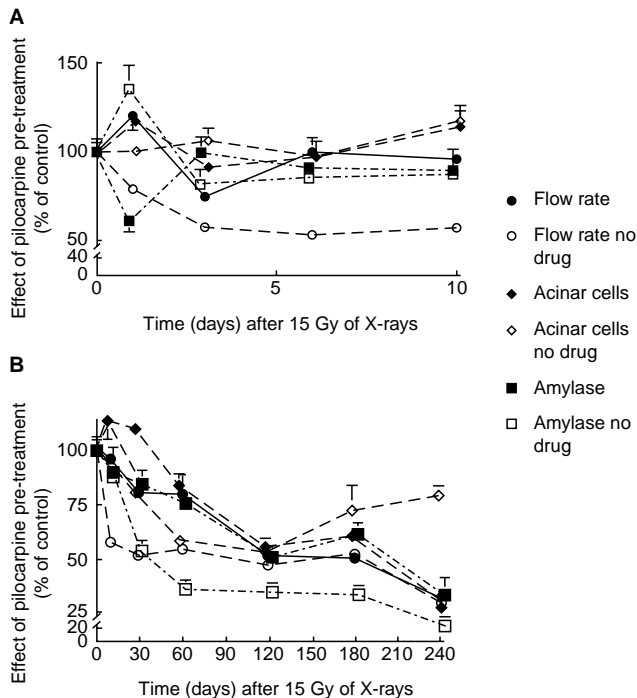 A
Effect of pilocarpine pre-treatment
(% of control)
150
100
50
40
0
0
5
10
Time (days) after 15 Gy of X-rays
Flow rate
Flow rate no
drug
Acinar cells
Acinar cells
no drug
Amylase
Amylase no
drug
B
Effect of pilocarpine pre-treatment
(% of control)
100
75
50
25
20
0
0
30
60
90
120
150
180
210
240
Time (days) after 15 Gy of X-rays